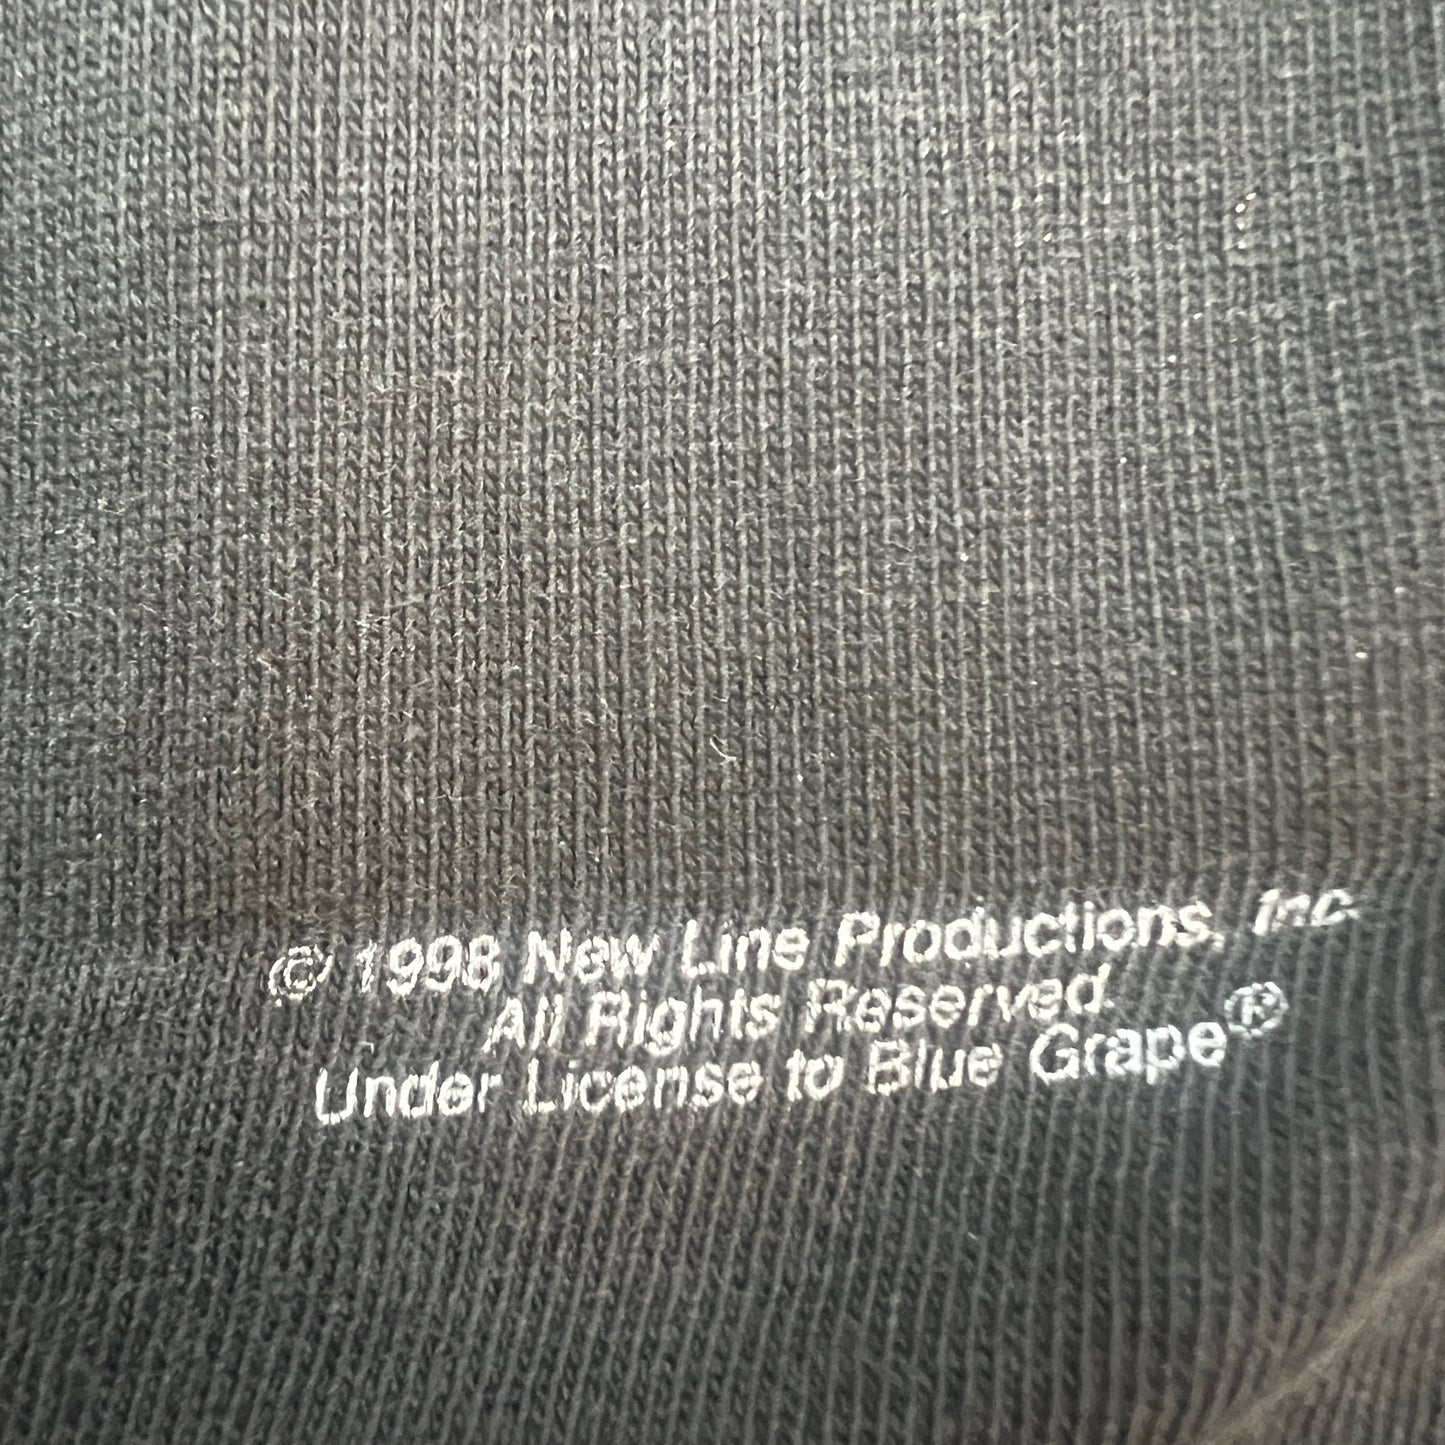 © 1998 New Line Productions, Inc.
All Rights Reserved.
Under License to Blue Grape®